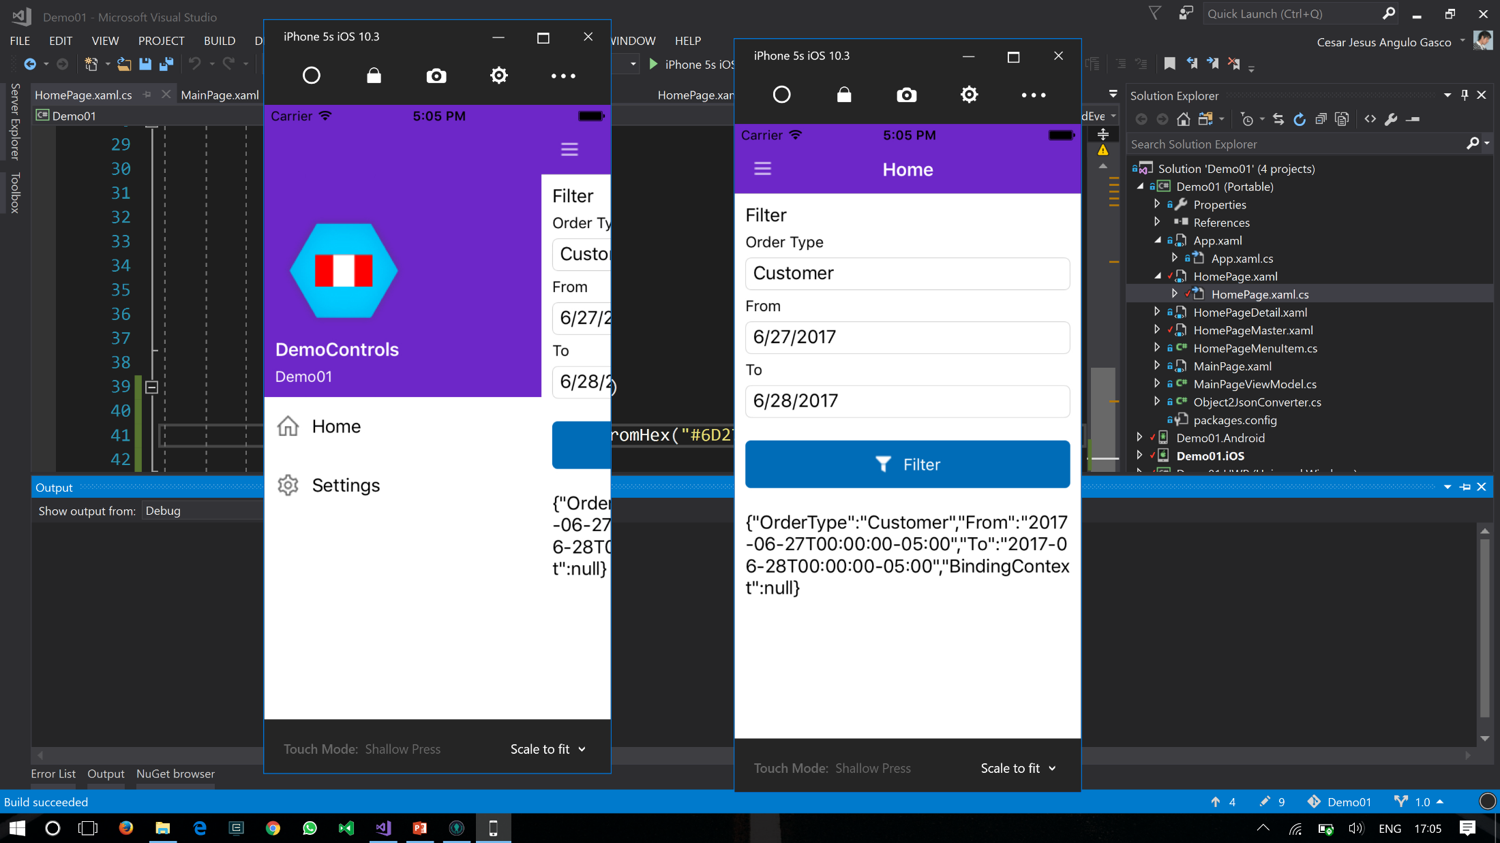 Demo01 - Microsoft Visual Studio
Quick Launch (Ctrl+Q)
FILE EDIT VIEW PROJECT BUILD D
WINDOW HELP
Cesar Jesus Angulo Gasco
iPhone 5s iOS
HomePage.xaml.cs
MainPage.xaml
Demo01
29
30
31
32
33
34
35
36
37
38
39
40
41
42
Server Explorer
Toolbox
romHex("#6D2
iPhone 5s iOS 10.3
Carrier
5:05 PM
DemoControls
Demo01
Home
Settings
Filter
Order Ty
Custo
From
6/27/2
To
6/28/2
{"Orde
-06-27
6-28T0
t":null}
Touch Mode: Shallow Press
Scale to fit
iPhone 5s iOS 10.3
Carrier
5:05 PM
Home
Filter
Order Type
Customer
From
6/27/2017
To
6/28/2017
Filter
{"OrderType":"Customer","From":"2017
-06-27T00:00:00-05:00","To":"2017-0
6-28T00:00:00-05:00","BindingContex
t":null}
Touch Mode: Shallow Press
Scale to fit
Solution Explorer
Search Solution Explorer
Solution 'Demo01' (4 projects)
Demo01 (Portable)
Properties
References
App.xaml
App.xaml.cs
HomePage.xaml
HomePage.xaml.cs
HomePageDetail.xaml
HomePageMaster.xaml
HomePageMenuItem.cs
MainPage.xaml
MainPageViewModel.cs
Object2JsonConverter.cs
packages.config
Demo01.Android
Demo01.iOS
Output
Show output from: Debug
Error List Output NuGet browser
Build succeeded
4
9
Demo01
1.0
ENG
17:05